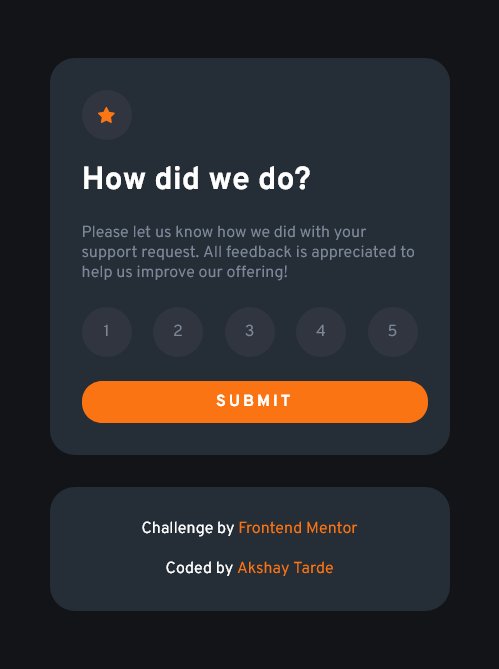 How did we do?
Please let us know how we did with your
support request. All feedback is appreciated to
help us improve our offering!
1 2 3 4 5
SUBMIT
Challenge by Frontend Mentor
Coded by Akshay Tarde